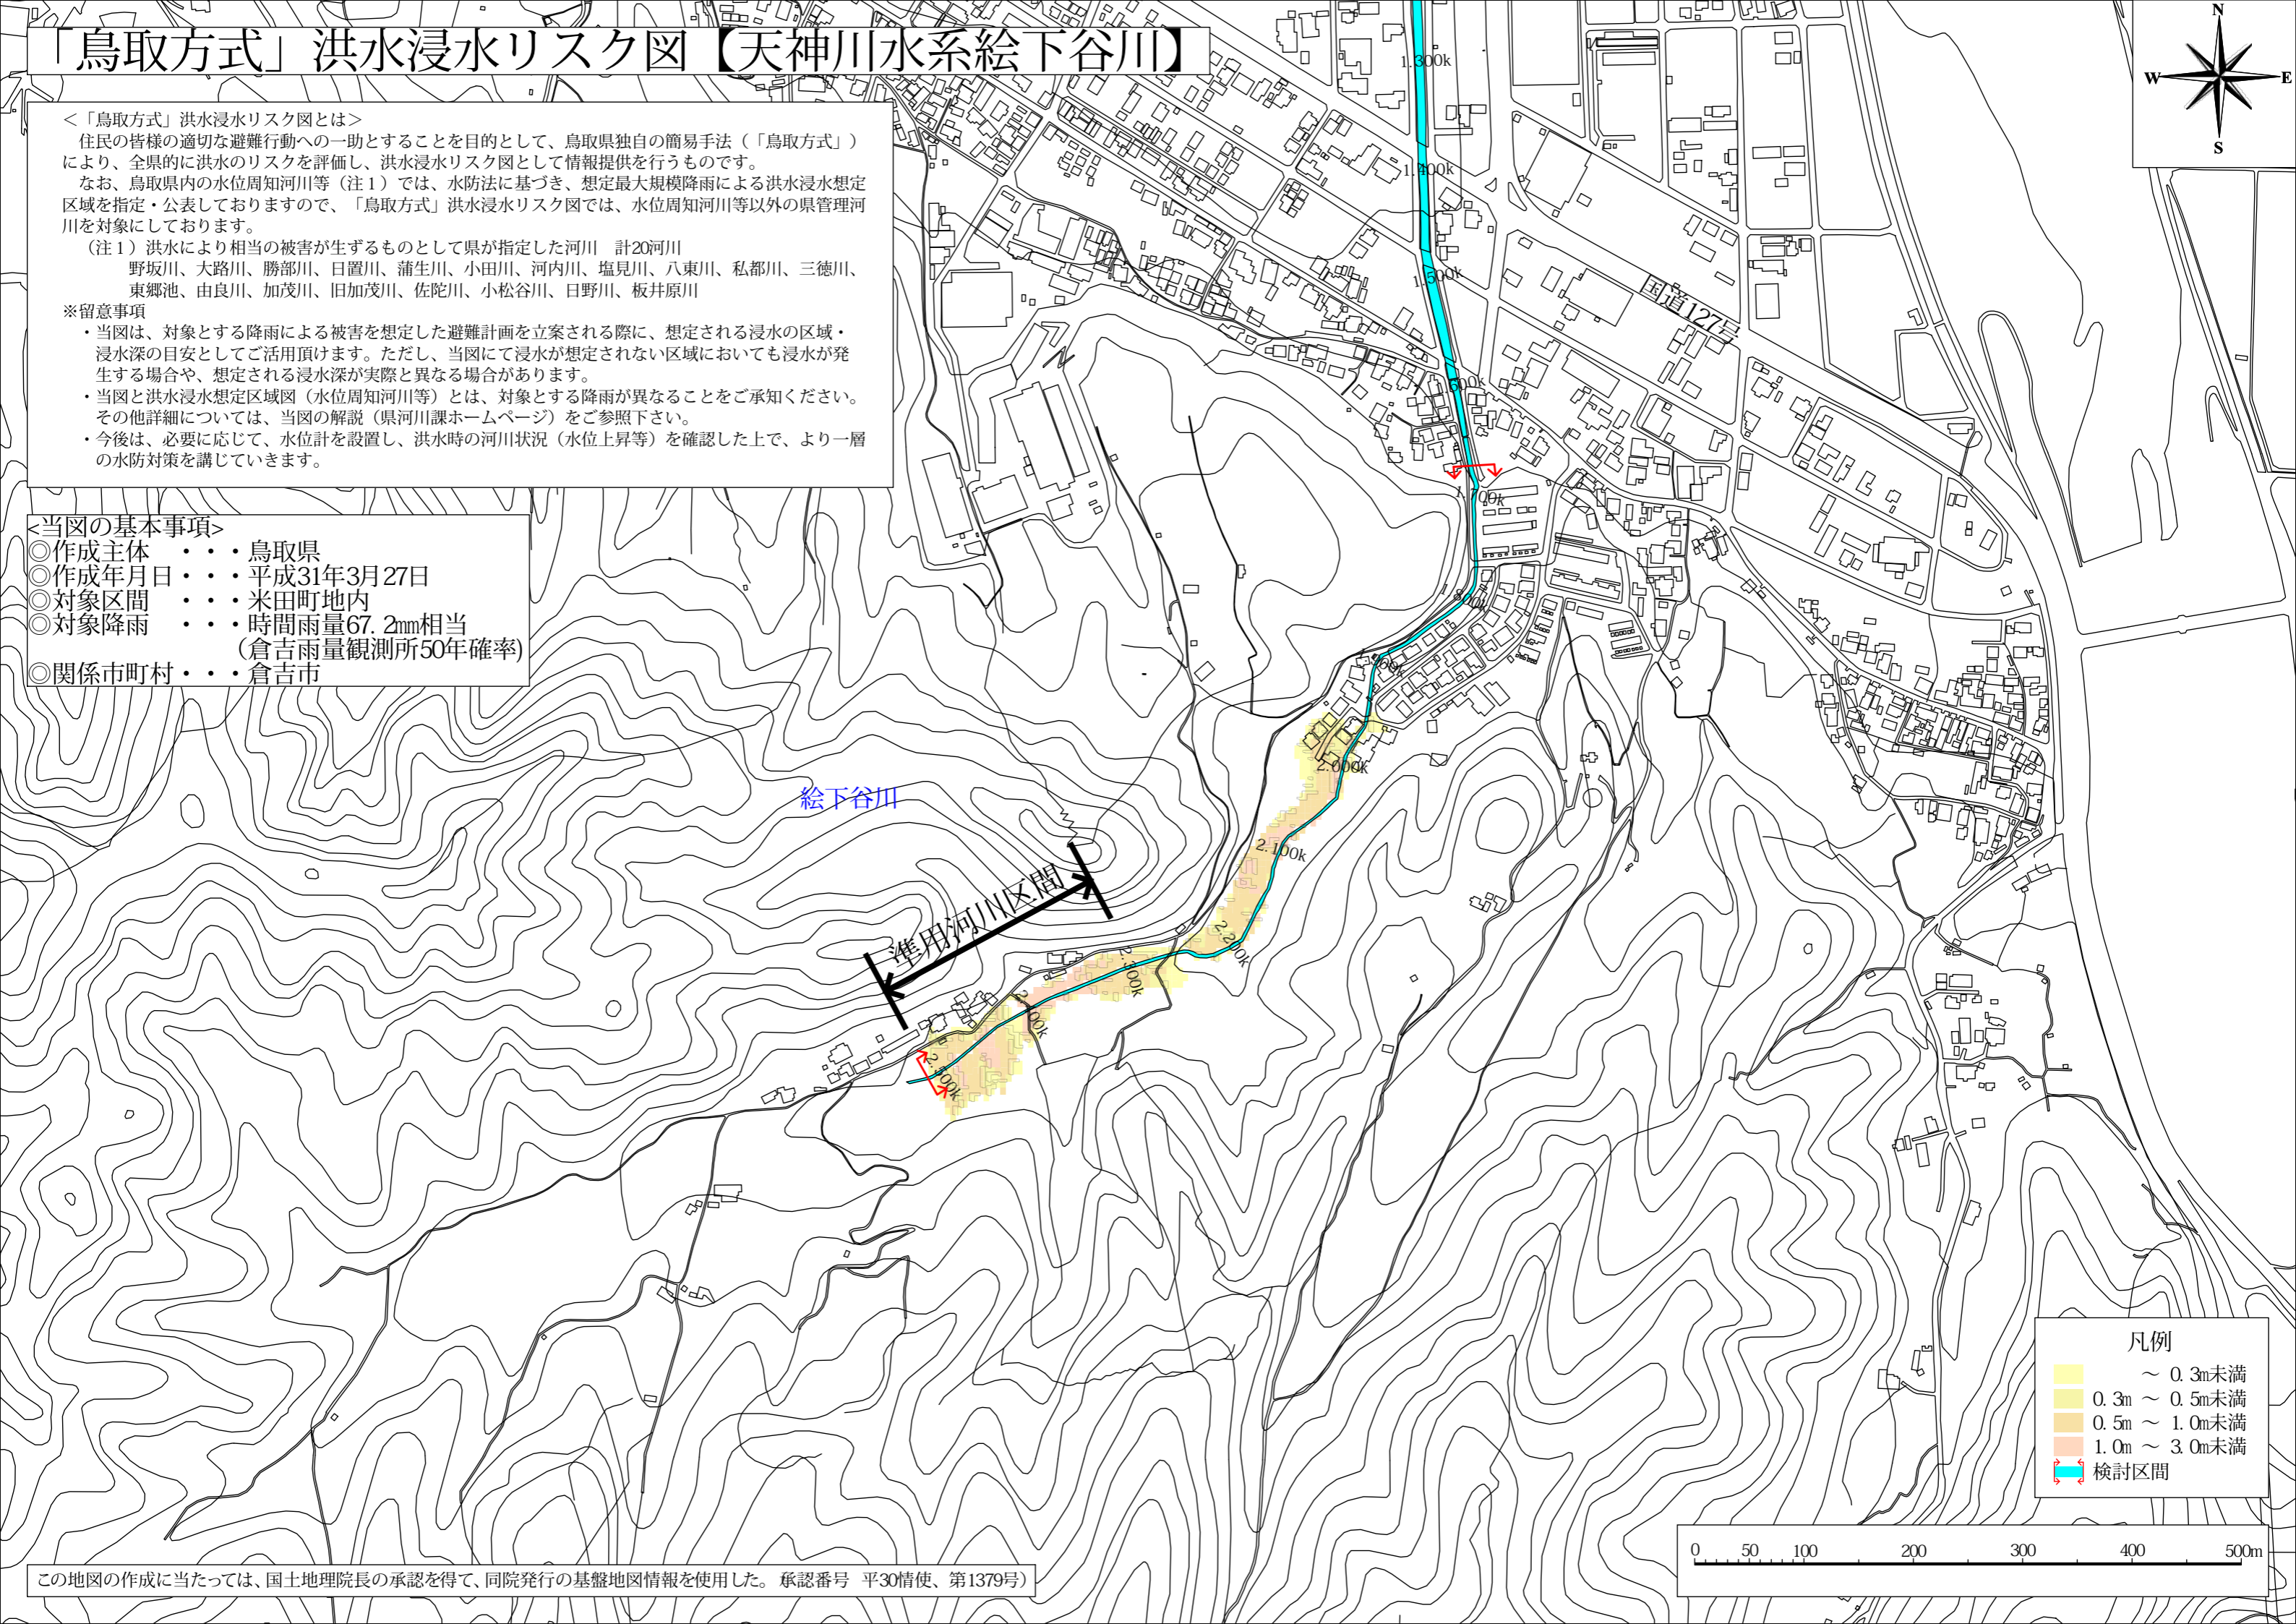 「鳥取方式」洪水浸水リスク図【天神川水系絵下谷川】
＜「鳥取方式」洪水浸水リスク図とは＞
住民の皆様の適切な避難行動への一助とすることを目的として、鳥取県独自の簡易手法（「鳥取方式」）
により、全県的に洪水のリスクを評価し、洪水浸水リスク図として情報提供を行うものです。
なお、鳥取県内の水位周知河川等（注１）では、水防法に基づき、想定最大規模降雨による洪水浸水想定
区域を指定・公表しておりますので、「鳥取方式」洪水浸水リスク図では、水位周知河川等以外の県管理河
川を対象にしております。
（注１）洪水により相当の被害が生ずるものとして県が指定した河川　計20河川
野坂川、大路川、勝部川、日置川、蒲生川、小田川、河内川、塩見川、八東川、私都川、三徳川、
東郷池、由良川、加茂川、旧加茂川、佐陀川、小松谷川、日野川、板井原川
※留意事項
・当図は、対象とする降雨による被害を想定した避難計画を立案される際に、想定される浸水の区域・
浸水深の目安としてご活用頂けます。ただし、当図にて浸水が想定されない区域においても浸水が発
生する場合や、想定される浸水深が実際と異なる場合があります。
・当図と洪水浸水想定区域図（水位周知河川等）とは、対象とする降雨が異なることをご承知ください。
その他詳細については、当図の解説（県河川課ホームページ）をご参照下さい。
・今後は、必要に応じて、水位計を設置し、洪水時の河川状況（水位上昇等）を確認した上で、より一層
の水防対策を講じていきます。
<当図の基本事項>
◎作成主体　・・・鳥取県
◎作成年月日・・・平成31年3月27日
◎対象区間　・・・米田町地内
◎対象降雨　・・・時間雨量67.2㎜相当
（倉吉雨量観測所50年確率）
◎関係市町村・・・倉吉市
N
W
E
S
1.300k
1.400k
1.500k
国道127号
1.600k
1.700k
1.800k
1.900k
2.000k
2.100k
2.200k
2.300k
2.400k
2.500k
絵下谷川
準用河川区間
凡例
～ 0.3m未満
0.3m ～ 0.5m未満
0.5m ～ 1.0m未満
1.0m ～ 3.0m未満
検討区間
0 50 100 200 300 400 500m
この地図の作成に当たっては、国土地理院長の承認を得て、同院発行の基盤地図情報を使用した。承認番号 平30情使、第1379号）